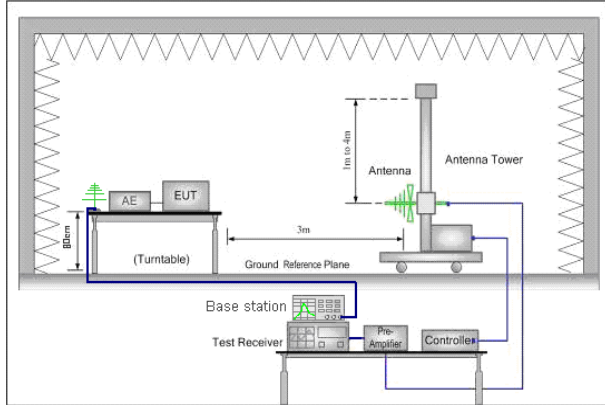 1m to 4m
Antenna
Antenna Tower
AE
EUT
80cm
3m
(Turntable)
Ground Reference Plane
Base station
Test Receiver
Pre-
Amplifier
Controller